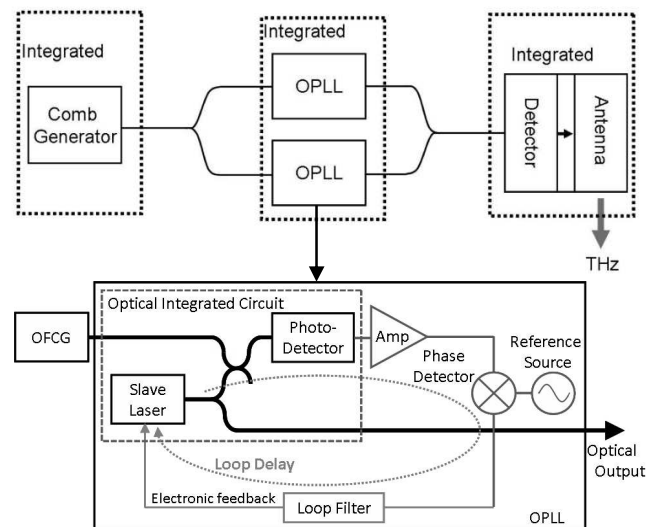 Integrated
Comb
Generator
Integrated
OPLL
OPLL
Integrated
Detector
Antenna
THz
Optical Integrated Circuit
OFCG
Photo-
Detector
Amp
Phase
Detector
Reference
Source
Slave
Laser
Loop Delay
Optical
Output
Electronic feedback
Loop Filter
OPLL